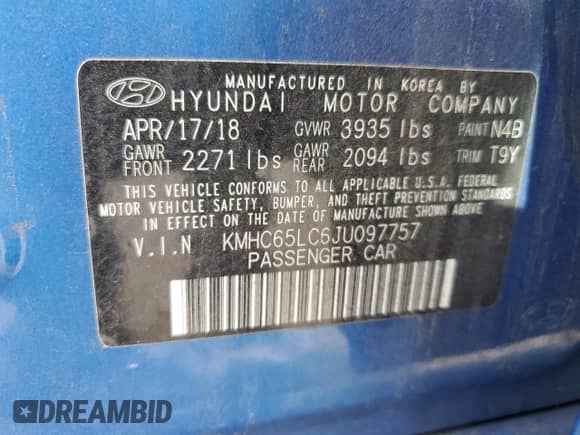 MANUFACTURED IN KOREA BY
HYUNDAI MOTOR COMPANY
APR/17/18 GVWR 3935 lbs PAINT N4B
GAWR FRONT 2271 lbs GAWR REAR 2094 lbs TRIM T9Y
THIS VEHICLE CONFORMS TO ALL APPLICABLE U.S.A. FEDERAL
MOTOR VEHICLE SAFETY, BUMPER, AND THEFT PREVENTION STANDARDS
IN EFFECT ON THE DATE OF MANUFACTURE SHOWN ABOVE
V.I.N KMHC65LC6JU097757
PASSENGER CAR
DREAMBID